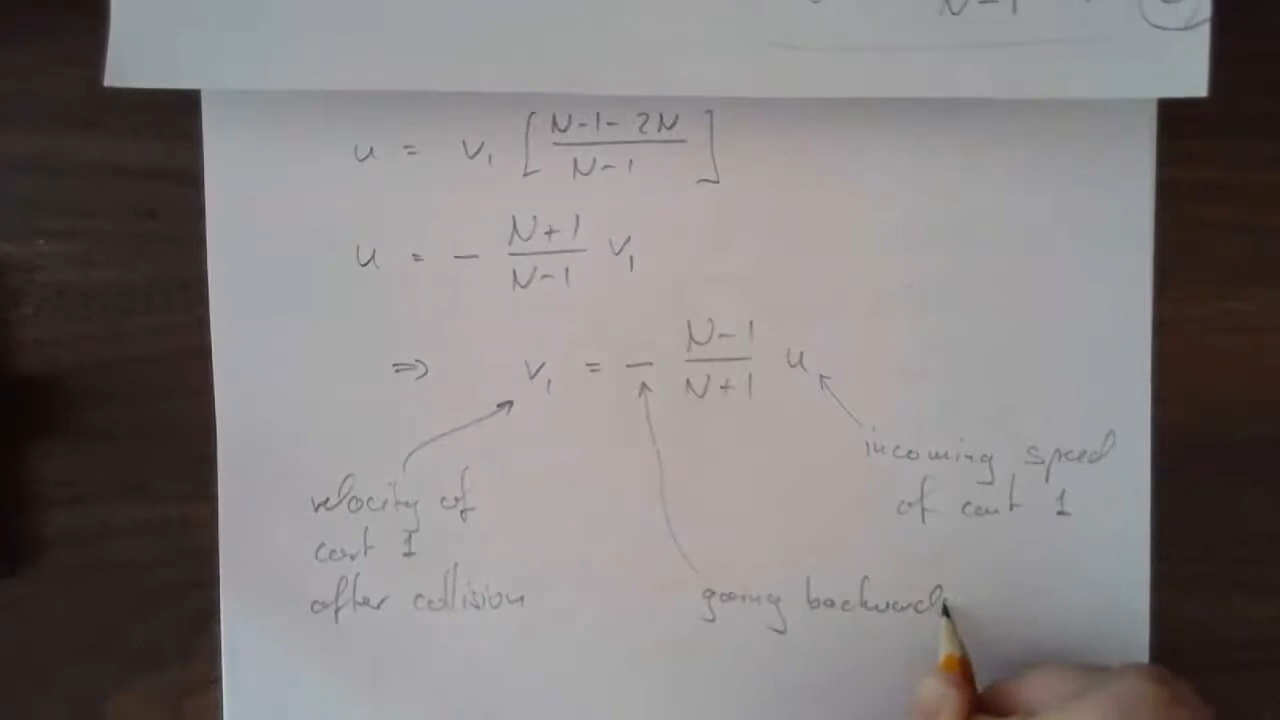 N-1
u = v₁ [ (N-1-2N)/(N-1) ]
u = - (N+1)/(N-1) v₁
⇒ v₁ = - (N-1)/(N+1) u
incoming speed
of cart 1
velocity of
cart 1
after collision
going backwards